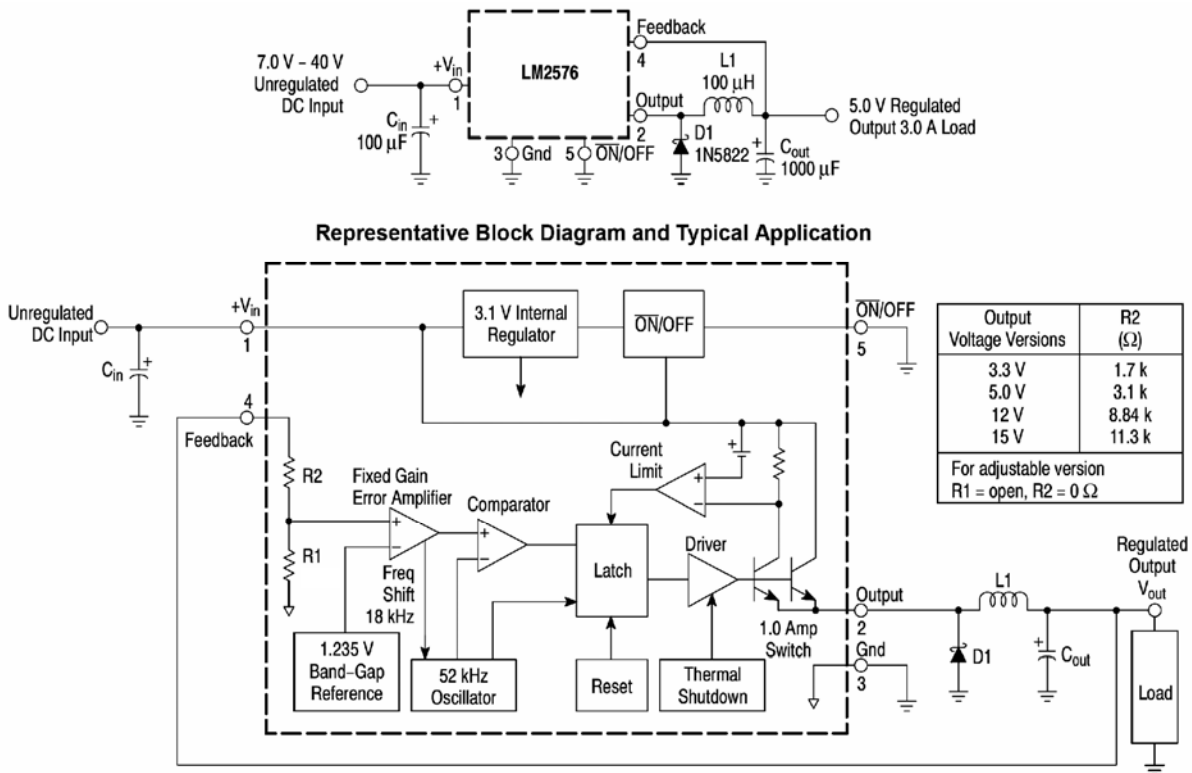 Feedback
4
7.0 V – 40 V
Unregulated
DC Input
+Vin
1
LM2576
L1
100 μH
Output
2
5.0 V Regulated
Output 3.0 A Load
Cin
100 μF
+
3
Gnd
5
O̅N̅/OFF
D1
1N5822
+
Cout
1000 μF
Representative Block Diagram and Typical Application
Unregulated
DC Input
+Vin
1
Cin
+
3.1 V Internal
Regulator
O̅N̅/OFF
O̅N̅/OFF
5
Output
Voltage Versions
R2
(Ω)
3.3 V
1.7 k
5.0 V
3.1 k
12 V
8.84 k
15 V
11.3 k
For adjustable version
R1 = open, R2 = 0 Ω
4
Feedback
R2
R1
Fixed Gain
Error Amplifier
+
−
Comparator
+
−
Current
Limit
+
−
+
Freq
Shift
18 kHz
Latch
Driver
1.0 Amp
Switch
1.235 V
Band–Gap
Reference
52 kHz
Oscillator
Reset
Thermal
Shutdown
Output
2
Gnd
3
D1
L1
+
Cout
Regulated
Output
Vout
Load